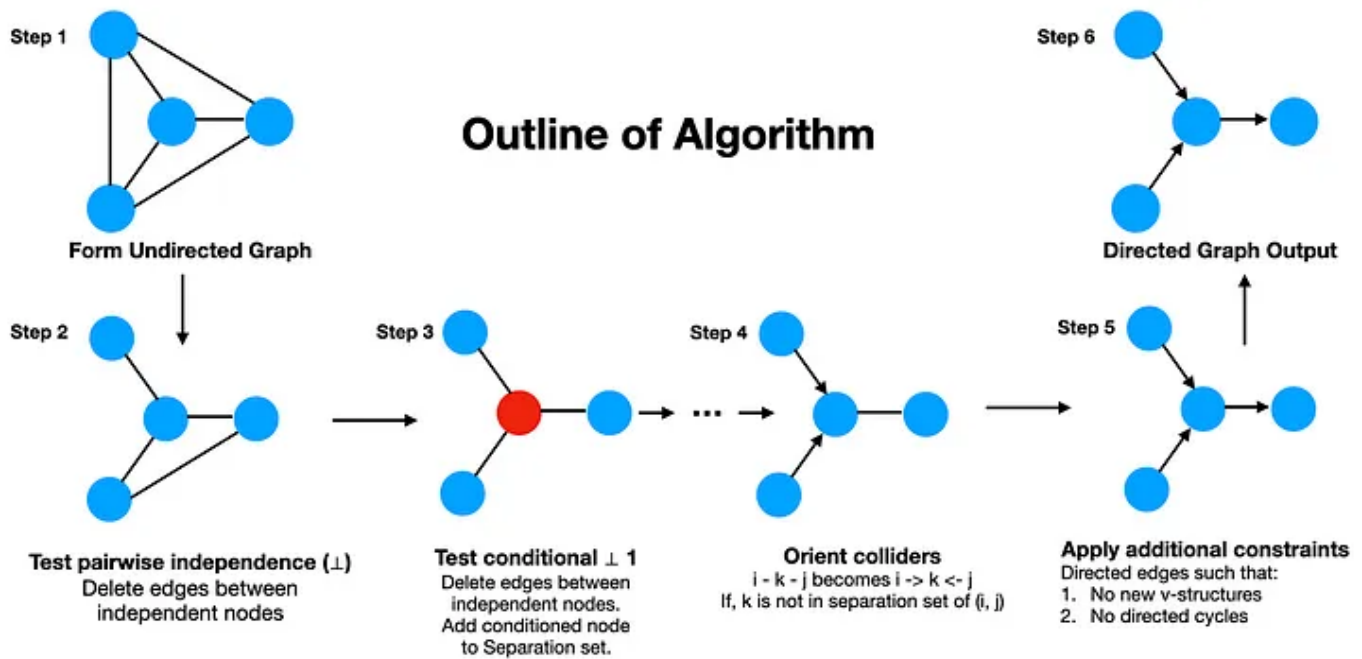 Step 1
Form Undirected Graph
Outline of Algorithm
Step 6
Directed Graph Output
Step 2
Test pairwise independence (⊥)
Delete edges between
independent nodes
Step 3
Test conditional ⊥ 1
Delete edges between
independent nodes.
Add conditioned node
to Separation set.
...
Step 4
Orient colliders
i - k - j becomes i -> k <- j
If, k is not in separation set of (i, j)
Step 5
Apply additional constraints
Directed edges such that:
1. No new v-structures
2. No directed cycles